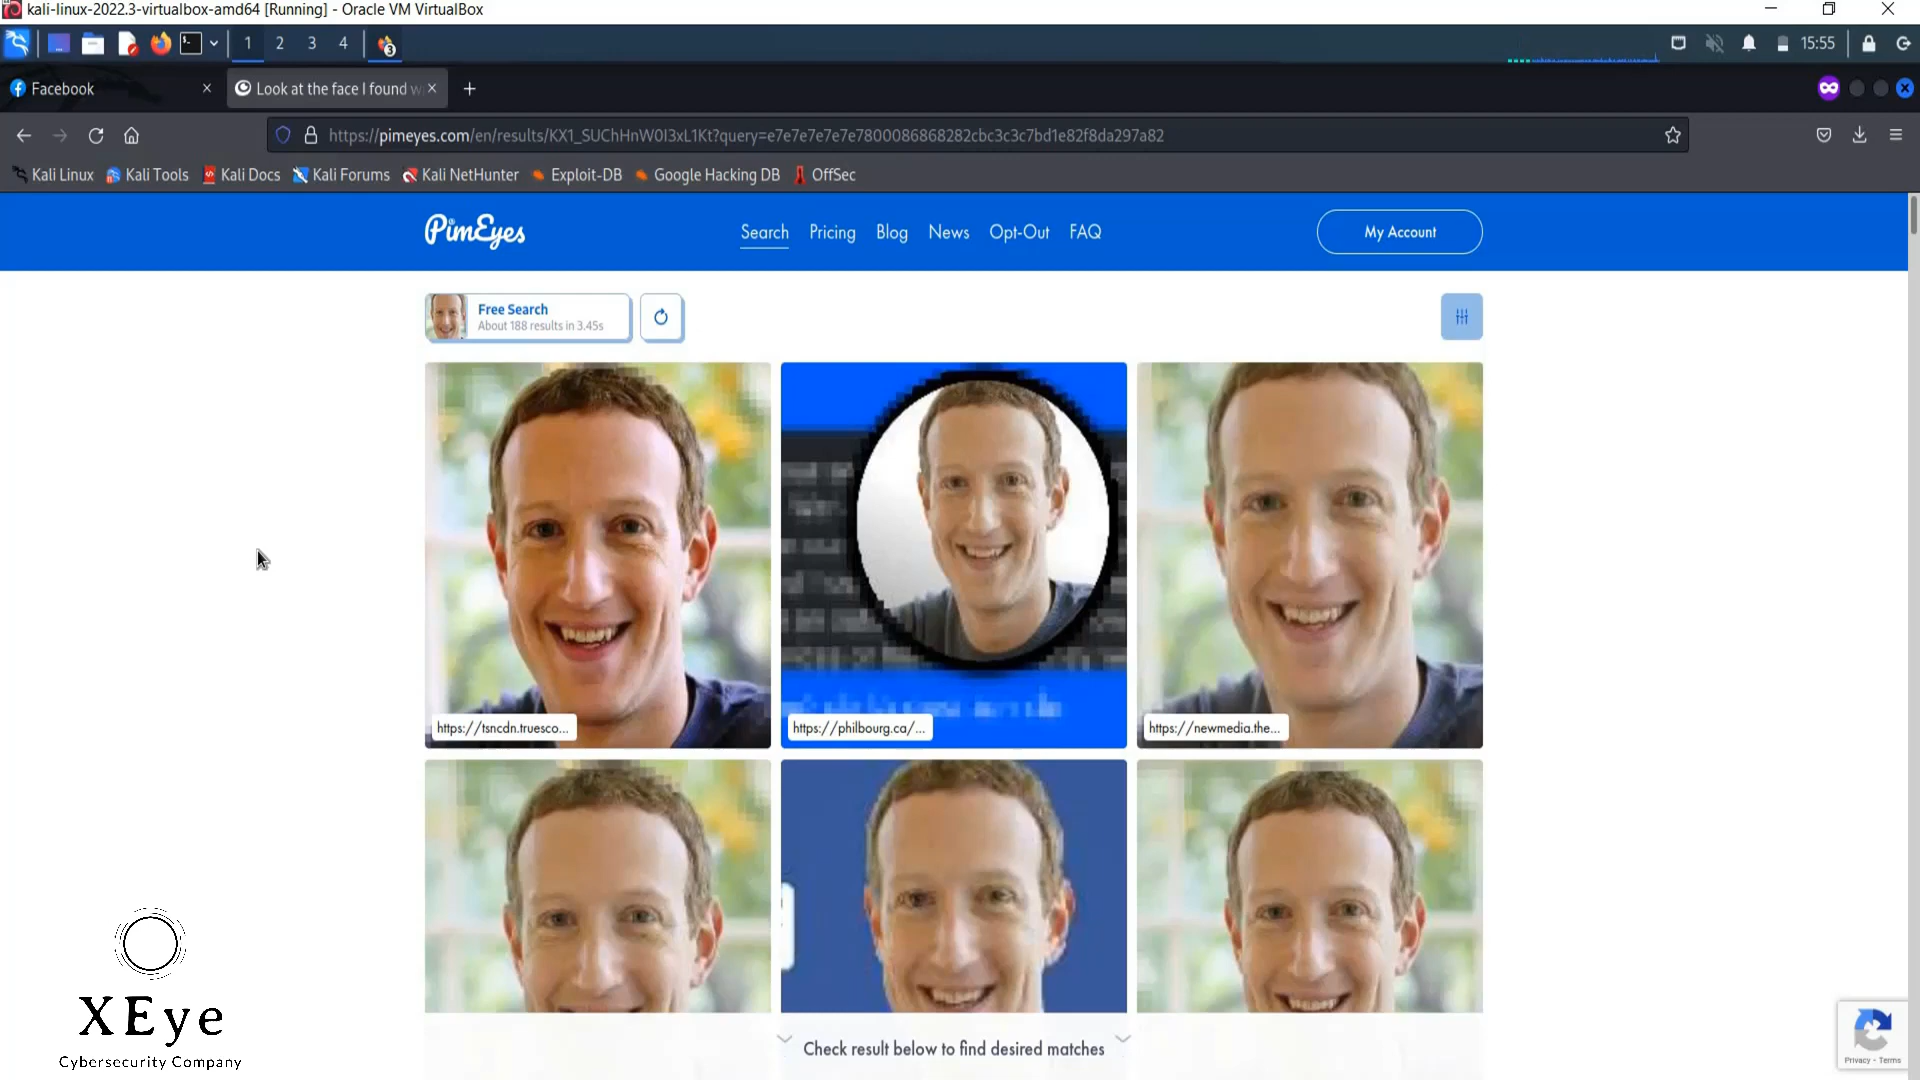 kali-linux-2022.3-virtualbox-amd64 [Running] - Oracle VM VirtualBox
1 2 3 4 3 15:55
Facebook
Look at the face I found w
https://pimeyes.com/en/results/KX1_SUChHnW0I3xL1Kt?query=e7e7e7e7e7e7800086868282cbc3c3c7bd1e82f8da297a82
Kali Linux Kali Tools Kali Docs Kali Forums Kali NetHunter Exploit-DB Google Hacking DB OffSec
PimEyes Search Pricing Blog News Opt-Out FAQ My Account
Free Search
About 188 results in 3.45s
https://tsncdn.truesco... https://philbourg.ca/... https://newmedia.the...
Check result below to find desired matches
XEye
Cybersecurity Company
Privacy - Terms